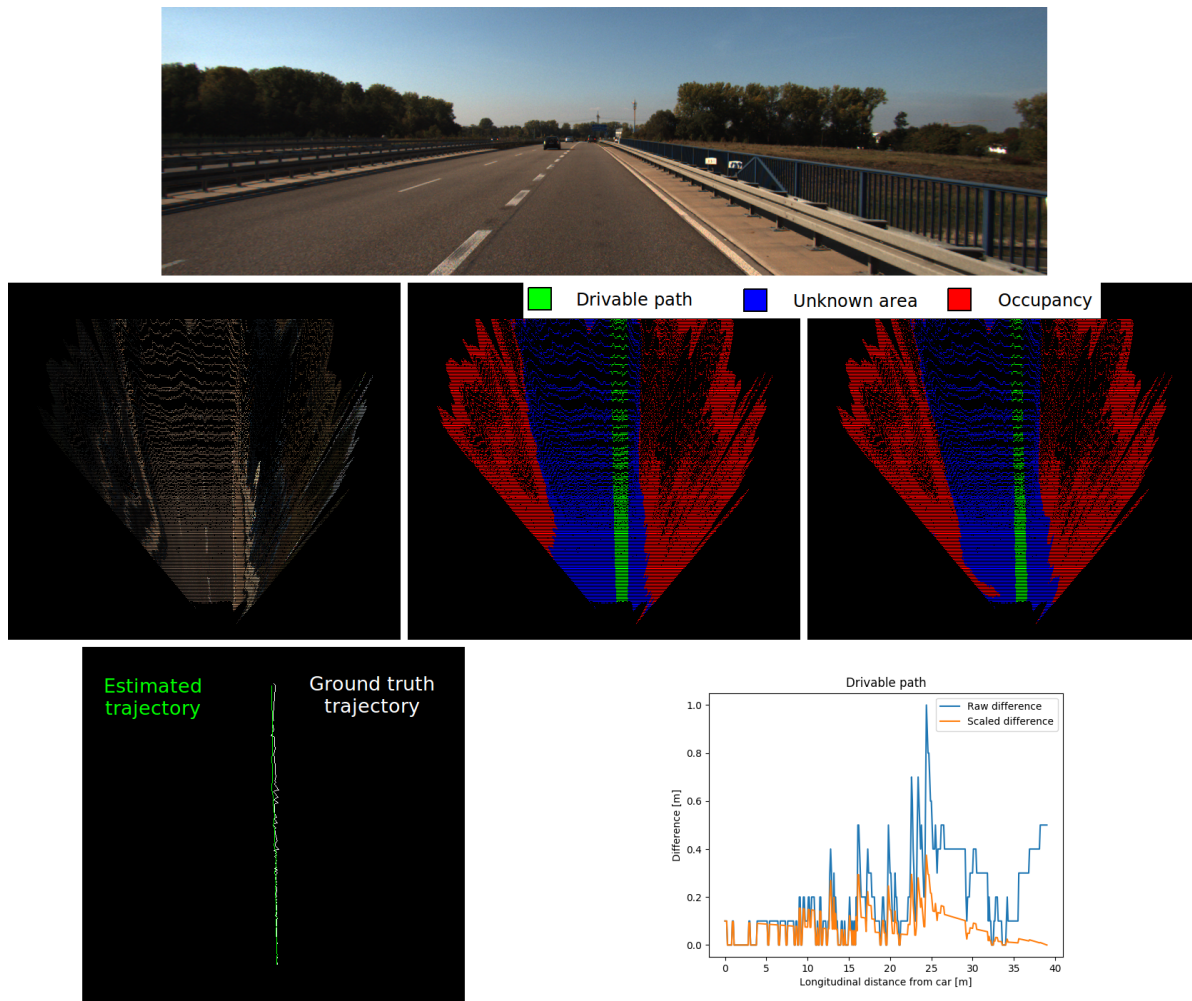 Drivable path
Unknown area
Occupancy
Estimated
trajectory
Ground truth
trajectory
Drivable path
Raw difference
Scaled difference
1.0
0.8
0.6
0.4
0.2
0.0
Difference [m]
0
5
10
15
20
25
30
35
40
Longitudinal distance from car [m]